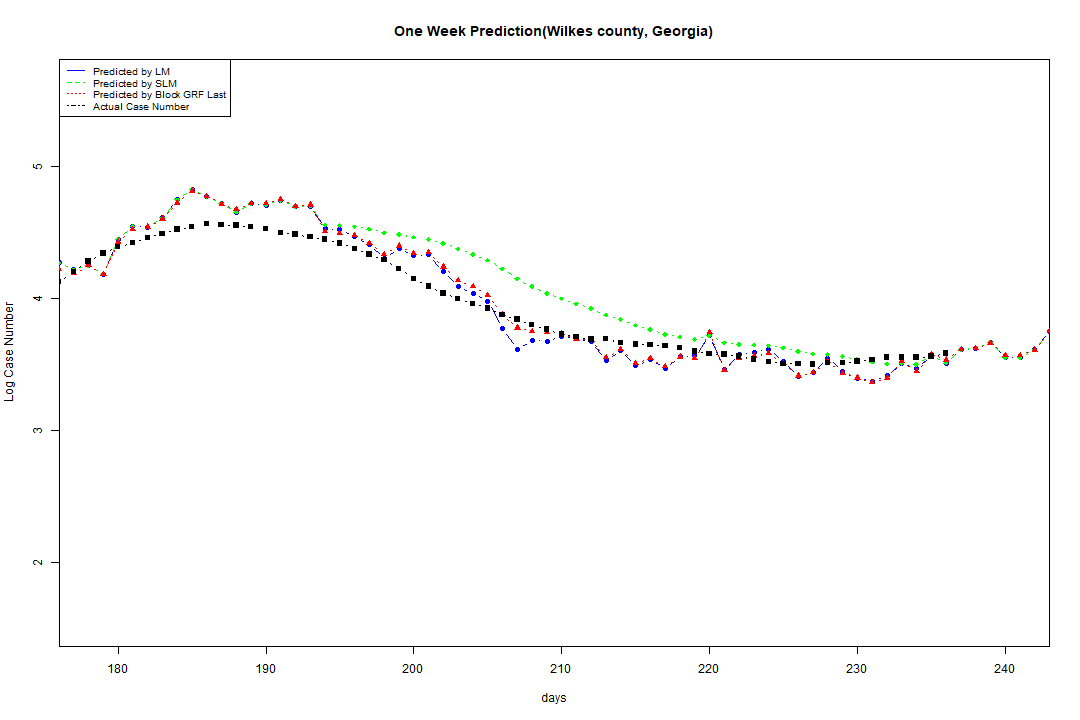 One Week Prediction(Wilkes county, Georgia)
Predicted by LM
Predicted by SLM
Predicted by Block GRF Last
Actual Case Number
5
4
3
2
Log Case Number
180 190 200 210 220 230 240
days